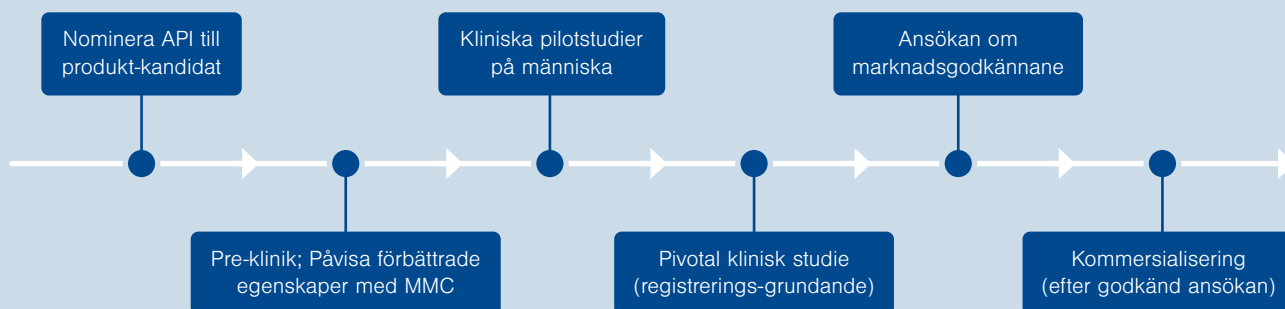 Nominera API till
produkt-kandidat
Pre-klinik; Påvisa förbättrade
egenskaper med MMC
Kliniska pilotstudier
på människa
Pivotal klinisk studie
(registrerings-grundande)
Ansökan om
marknadsgodkännane
Kommersialisering
(efter godkänd ansökan)